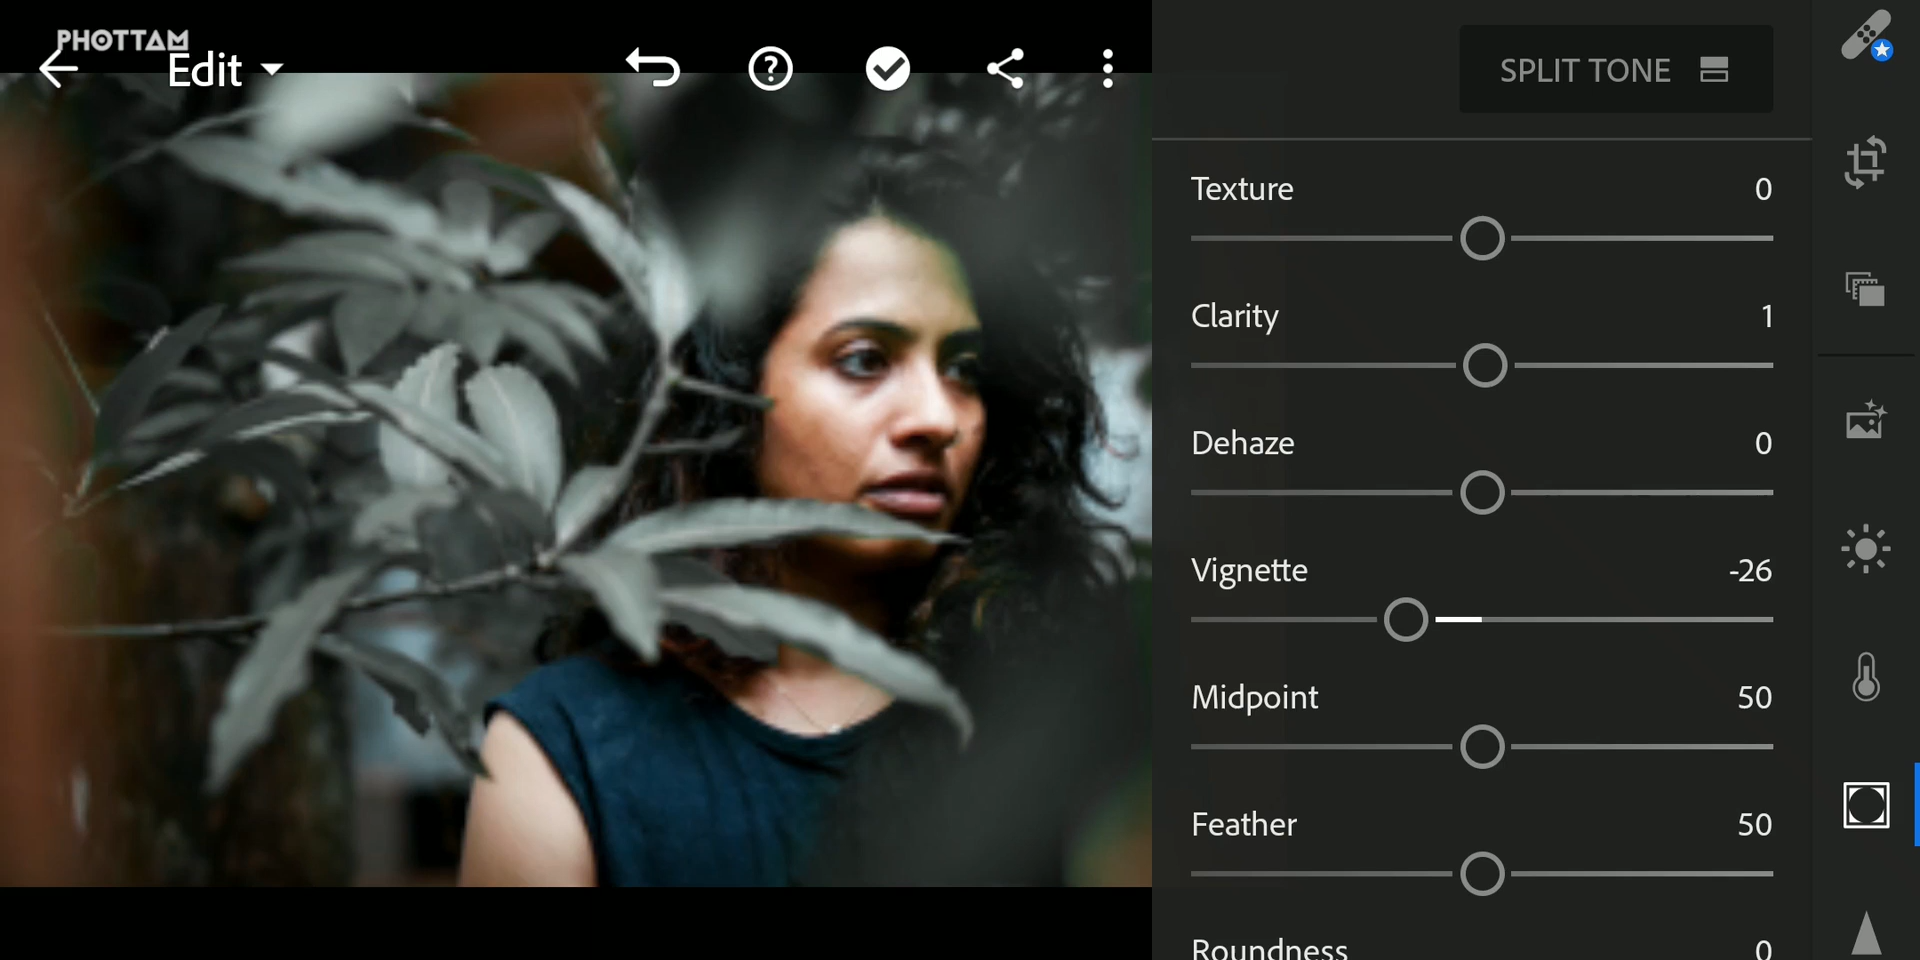 PHOTTAM
Edit
SPLIT TONE
Texture 0
Clarity 1
Dehaze 0
Vignette -26
Midpoint 50
Feather 50
Roundness 0